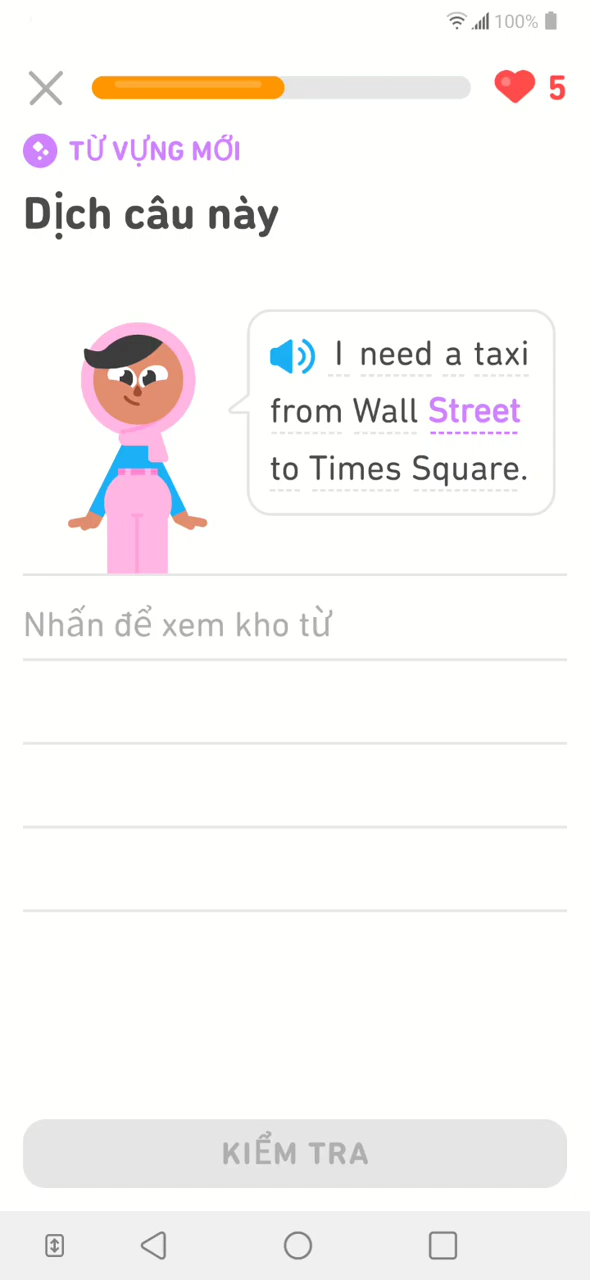 100%
5
TỪ VỰNG MỚI
Dịch câu này
I need a taxi
from Wall Street
to Times Square.
Nhấn để xem kho từ
KIỂM TRA